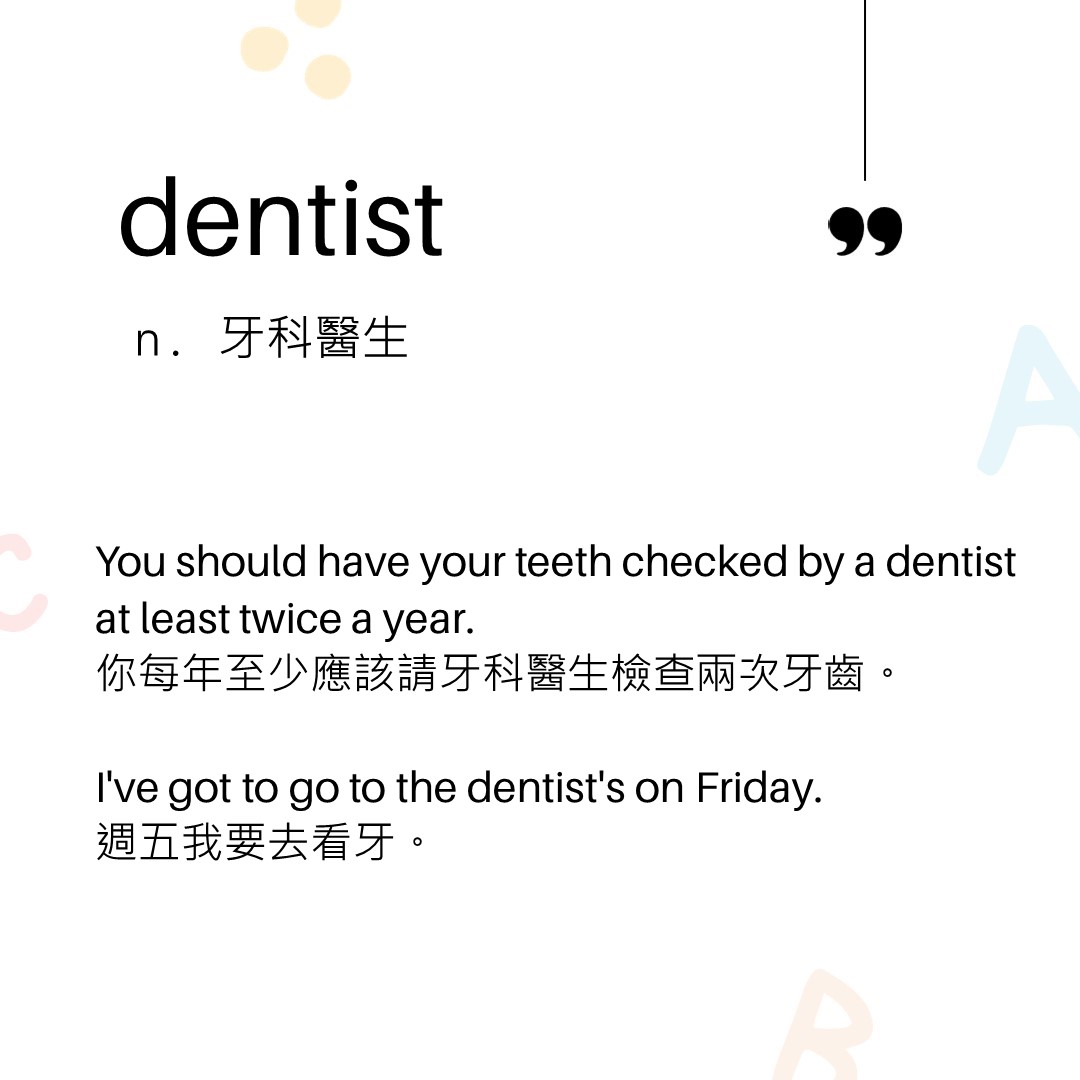 dentist
”
n. 牙科醫生
A
C
You should have your teeth checked by a dentist
at least twice a year.
你每年至少應該請牙科醫生檢查兩次牙齒。
I've got to go to the dentist's on Friday.
週五我要去看牙。
B